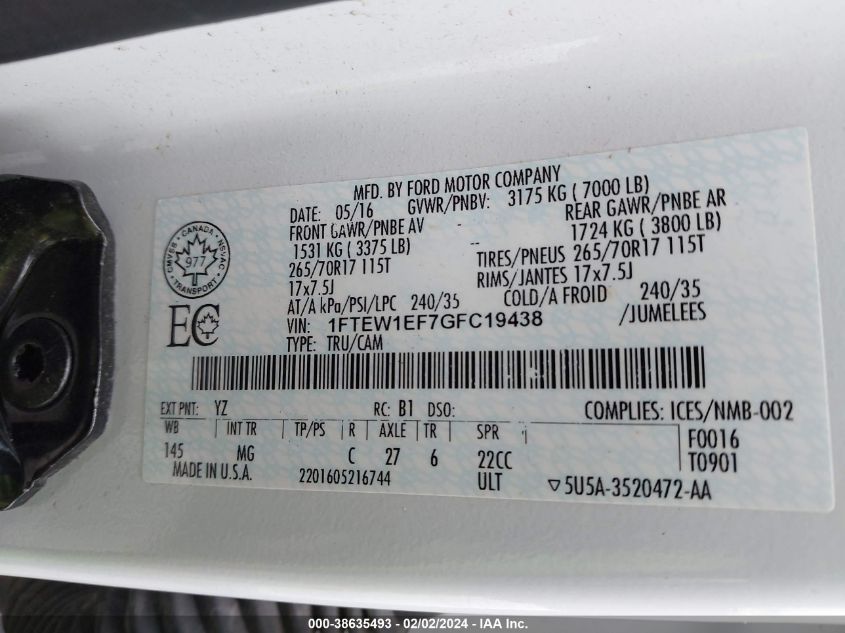 MFD. BY FORD MOTOR COMPANY
DATE: 05/16 GVWR/PNBV: 3175 KG ( 7000 LB)
FRONT GAWR/PNBE AV -- REAR GAWR/PNBE AR
1531 KG ( 3375 LB) 1724 KG ( 3800 LB)
265/70R17 115T TIRES/PNEUS 265/70R17 115T
17x7.5J RIMS/JANTES 17x7.5J
AT/A kPa/PSI/LPC 240/35 COLD/A FROID 240/35
VIN: 1FTEW1EF7GFC19438 /JUMELEES
TYPE: TRU/CAM
CMVSS · CANADA · NSVAC
977
TRANSPORT
EC
EXT PNT: YZ RC: B1 DSO: COMPLIES: ICES/NMB-002
WB INT TR TP/PS R AXLE TR SPR F0016
145 MG C 27 6 22CC T0901
MADE IN U.S.A. 2201605216744 ULT 5U5A-3520472-AA
000-38635493 - 02/02/2024 - IAA Inc.